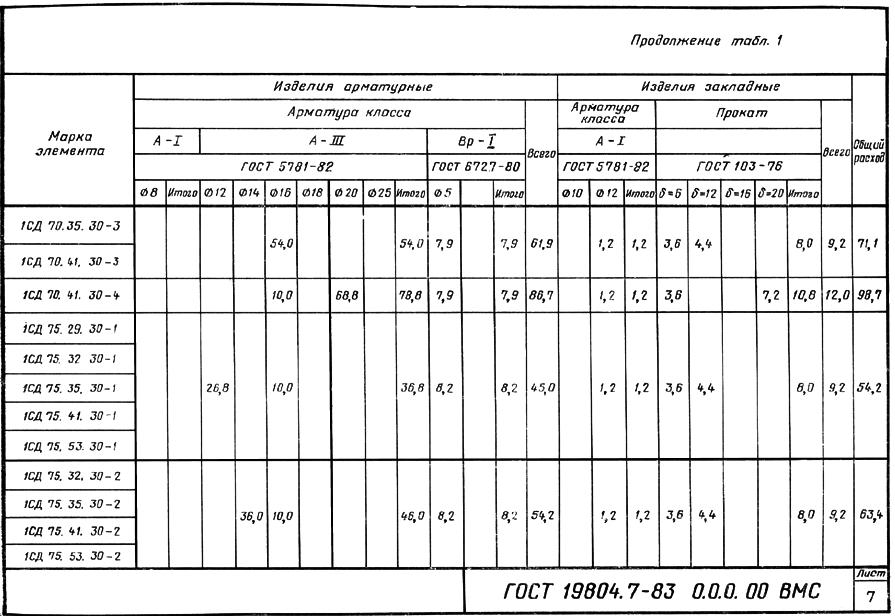 Продолжение табл. 1
Марка элемента
Изделия арматурные
Изделия закладные
Общий расход
Арматура класса
Всего
Арматура класса
Прокат
Всего
А-I
А-III
Вр-I
А-I
ГОСТ 5781-82
ГОСТ 6727-80
ГОСТ 5781-82
ГОСТ 103-76
Ф8 Итого Ф12 Ф14 Ф16 Ф18 Ф20 Ф25 Итого Ф5 Итого Ф10 Ф12 Итого δ=6 δ=12 δ=16 δ=20 Итого
1СД 70.35.30-3
54,0 54,0 7,9 7,9 61,9 1,2 1,2 3,6 4,4 8,0 9,2 71,1
1СД 70.41.30-3
1СД 70.41.30-4 10,0 68,8 78,8 7,9 7,9 86,7 1,2 1,2 3,6 7,2 10,8 12,0 98,7
1СД 75.29.30-1
1СД 75.32 30-1
1СД 75.35.30-1 26,8 10,0 36,8 8,2 8,2 45,0 1,2 1,2 3,6 4,4 8,0 9,2 54,2
1СД 75.41.30-1
1СД 75.53.30-1
1СД 75.32.30-2
1СД 75.35.30-2
36,0 10,0 46,0 8,2 8,2 54,2 1,2 1,2 3,6 4,4 8,0 9,2 63,4
1СД 75.41.30-2
1СД 75.53.30-2
ГОСТ 19804.7-83 0.0.0.00 ВМС
Лист
7